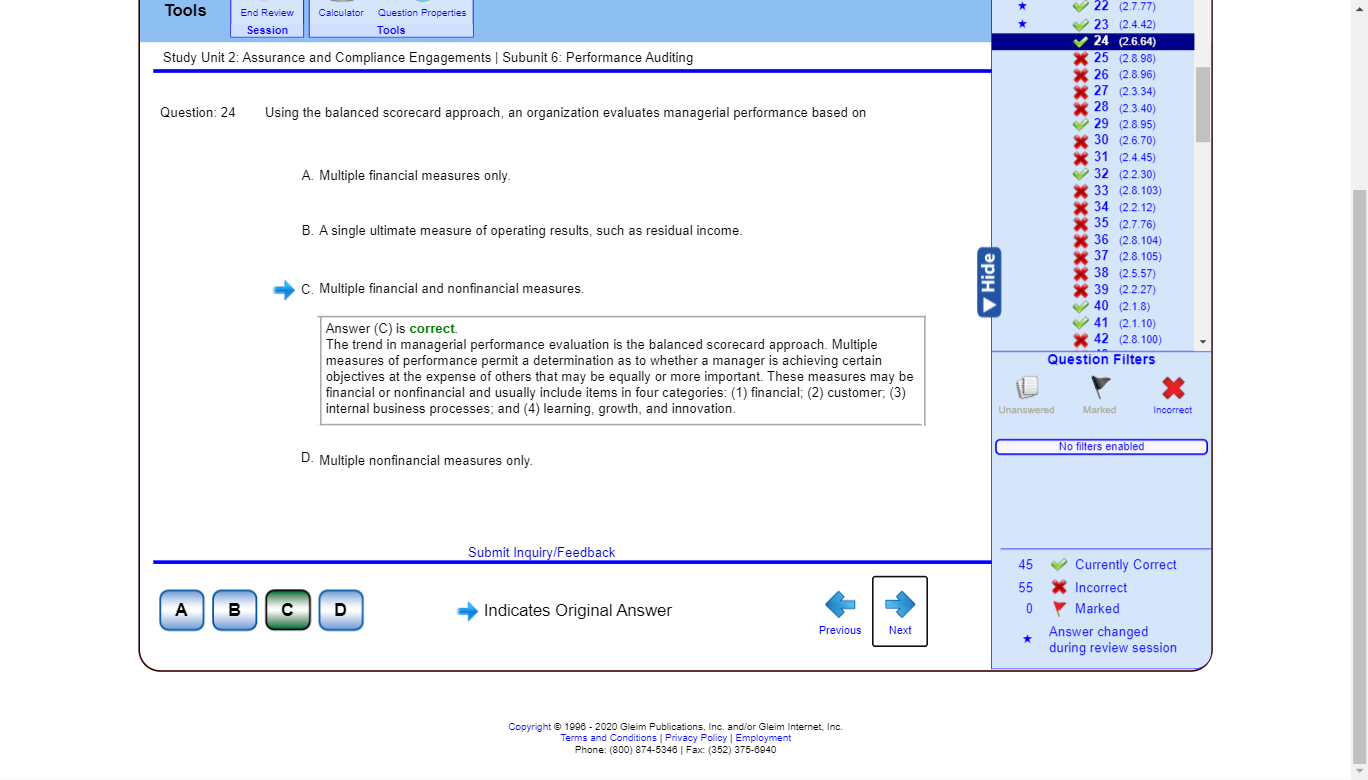 Tools
End Review
Session
Calculator Question Properties
Tools
Study Unit 2: Assurance and Compliance Engagements | Subunit 6: Performance Auditing
Question: 24 Using the balanced scorecard approach, an organization evaluates managerial performance based on
A. Multiple financial measures only.
B. A single ultimate measure of operating results, such as residual income.
C. Multiple financial and nonfinancial measures.
Answer (C) is correct.
The trend in managerial performance evaluation is the balanced scorecard approach. Multiple
measures of performance permit a determination as to whether a manager is achieving certain
objectives at the expense of others that may be equally or more important. These measures may be
financial or nonfinancial and usually include items in four categories: (1) financial; (2) customer; (3)
internal business processes; and (4) learning, growth, and innovation.
D. Multiple nonfinancial measures only.
Submit Inquiry/Feedback
A B C D
Indicates Original Answer
Previous
Next
22 (2.7.77)
23 (2.4.42)
24 (2.6.64)
25 (2.8.98)
26 (2.8.96)
27 (2.3.34)
28 (2.3.40)
29 (2.8.95)
30 (2.6.70)
31 (2.4.45)
32 (2.2.30)
33 (2.8.103)
34 (2.2.12)
35 (2.7.76)
36 (2.8.104)
37 (2.8.105)
38 (2.5.57)
39 (2.2.27)
40 (2.1.8)
41 (2.1.10)
42 (2.8.100)
Hide
Question Filters
Unanswered Marked Incorrect
No filters enabled
45 Currently Correct
55 Incorrect
0 Marked
Answer changed
during review session
Copyright © 1996 - 2020 Gleim Publications, Inc. and/or Gleim Internet, Inc.
Terms and Conditions | Privacy Policy | Employment
Phone: (800) 874-5346 | Fax: (352) 375-6940